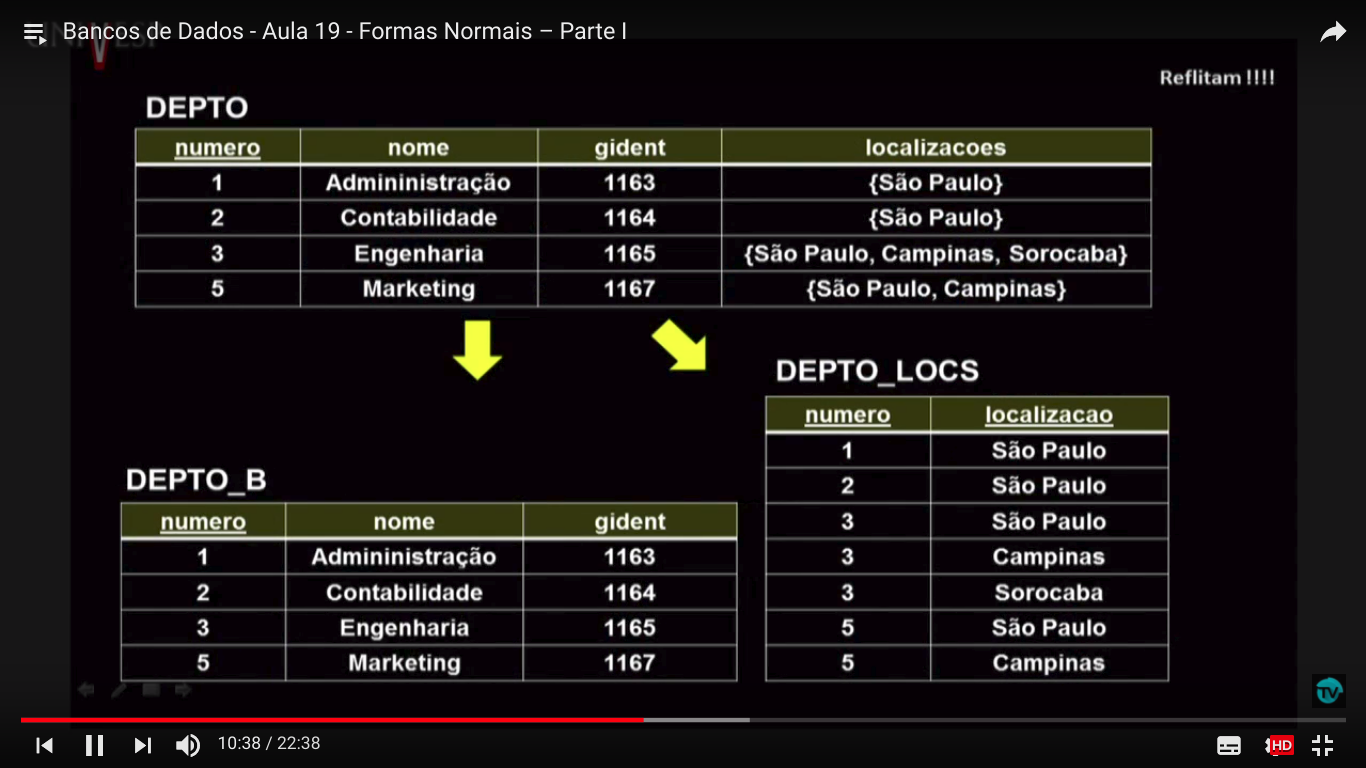 Bancos de Dados - Aula 19 - Formas Normais – Parte I
Reflitam !!!!
DEPTO
numero nome gident localizacoes
1 Admininistração 1163 {São Paulo}
2 Contabilidade 1164 {São Paulo}
3 Engenharia 1165 {São Paulo, Campinas, Sorocaba}
5 Marketing 1167 {São Paulo, Campinas}
DEPTO_LOCS
numero localizacao
1 São Paulo
2 São Paulo
3 São Paulo
3 Campinas
3 Sorocaba
5 São Paulo
5 Campinas
DEPTO_B
numero nome gident
1 Admininistração 1163
2 Contabilidade 1164
3 Engenharia 1165
5 Marketing 1167
TV
10:38 / 22:38
HD